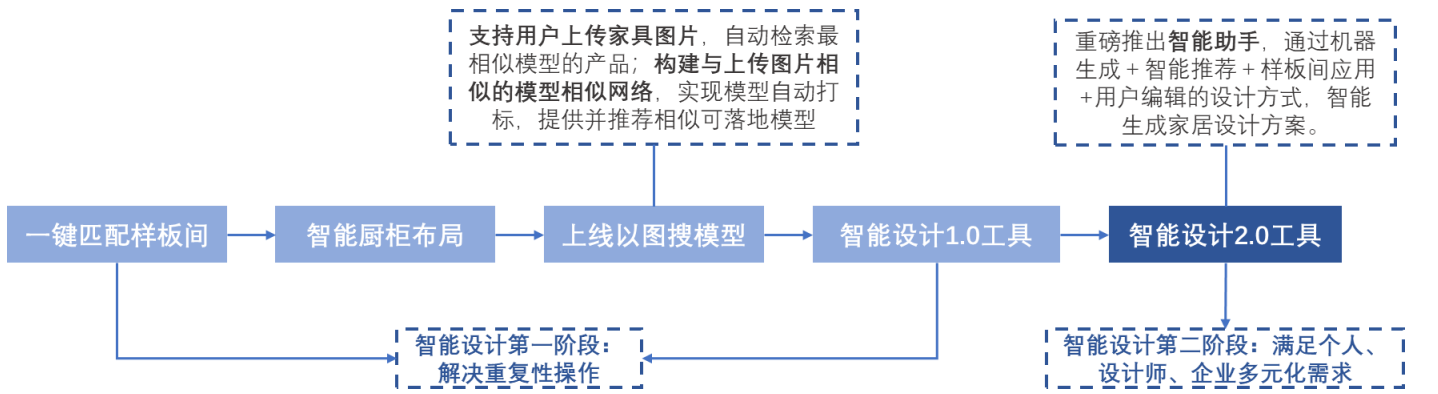 支持用户上传家具图片，自动检索最
相似模型的产品；构建与上传图片相
似的模型相似网络，实现模型自动打
标，提供并推荐相似可落地模型
重磅推出智能助手，通过机器
生成+智能推荐+样板间应用
+用户编辑的设计方式，智能
生成家居设计方案。
一键匹配样板间
智能厨柜布局
上线以图搜模型
智能设计1.0工具
智能设计2.0工具
智能设计第一阶段：
解决重复性操作
智能设计第二阶段：满足个人、
设计师、企业多元化需求